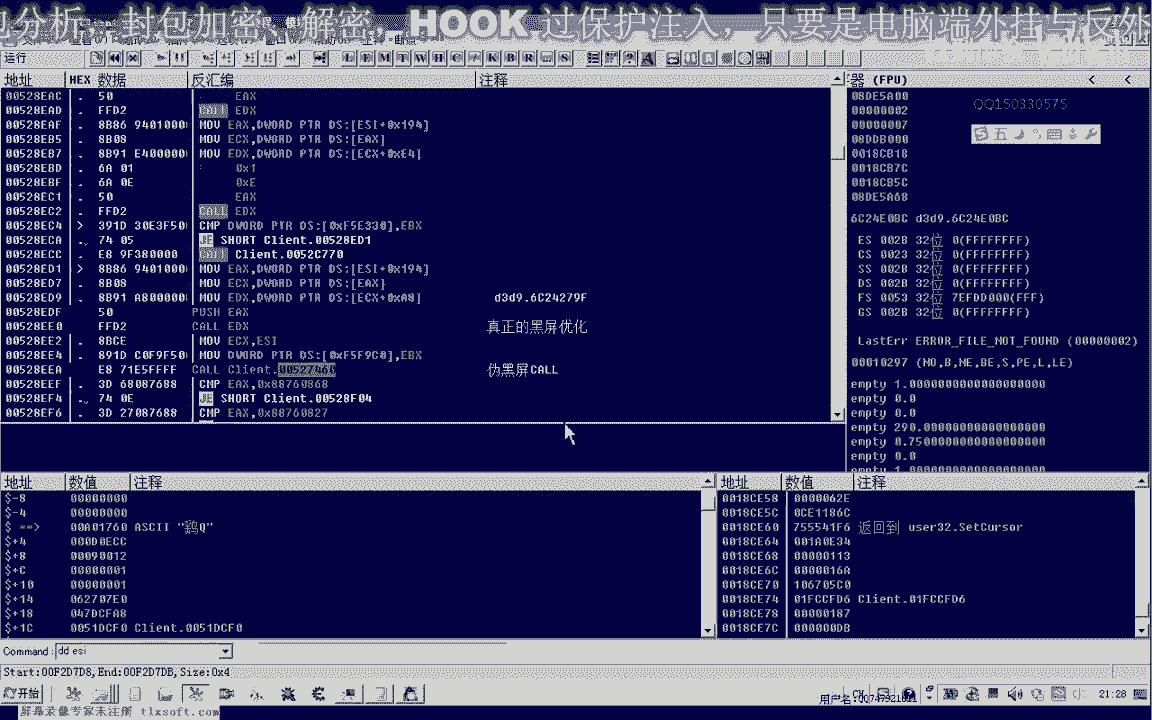 包分析，封包加密、解密，HOOK 过保护注入，只要是电脑端外挂与反外
运行
L E M T W H C / K B R ... S
地址 HEX 数据 反汇编 注释
00528EAC . 50 EAX
00528EAD . FFD2 CALL EDX
00528EAF . 8B86 9401000 MOV EAX,DWORD PTR DS:[ESI+0x194]
00528EB5 . 8B08 MOV ECX,DWORD PTR DS:[EAX]
00528EB7 . 8B91 E400000 MOV EDX,DWORD PTR DS:[ECX+0xE4]
00528EBD . 6A 01 0x1
00528EBF . 6A 0E 0xE
00528EC1 . 50 EAX
00528EC2 . FFD2 CALL EDX
00528EC4 > 391D 30E3F50 CMP DWORD PTR DS:[0xF5E330],EBX
00528ECA . 74 05 JE SHORT Client.00528ED1
00528ECC . E8 9F380000 CALL Client.0052C770
00528ED1 > 8B86 9401000 MOV EAX,DWORD PTR DS:[ESI+0x194]
00528ED7 . 8B08 MOV ECX,DWORD PTR DS:[EAX]
00528ED9 . 8B91 A800000 MOV EDX,DWORD PTR DS:[ECX+0xA8] d3d9.6C24279F
00528EDF . 50 PUSH EAX
00528EE0 . FFD2 CALL EDX 真正的黑屏优化
00528EE2 . 8BCE MOV ECX,ESI
00528EE4 . 891D C0F9F50 MOV DWORD PTR DS:[0xF5F9C0],EBX
00528EEA . E8 71E5FFFF CALL Client.00527460 伪黑屏CALL
00528EEF . 3D 68087688 CMP EAX,0x88760868
00528EF4 . 74 0E JE SHORT Client.00528F04
00528EF6 . 3D 27087688 CMP EAX,0x88760827
器 (FPU) < <
08DE5A00
00000002
00000007
08DDB000
0018CB18
0018CB7C
0018CB5C
08DE5A68
QQ150330575
五
6C24E0BC d3d9.6C24E0BC
ES 002B 32位 0(FFFFFFFF)
CS 0023 32位 0(FFFFFFFF)
SS 002B 32位 0(FFFFFFFF)
DS 002B 32位 0(FFFFFFFF)
FS 0053 32位 7EFDD000(FFF)
GS 002B 32位 0(FFFFFFFF)
LastErr ERROR_FILE_NOT_FOUND (00000002)
00010297 (NO,B,NE,BE,S,PE,L,LE)
empty 1.0000000000000000000
empty 0.0
empty 0.0
empty 290.00000000000000000
empty 0.7500000000000000000
empty 0.0
empty 1.0000000000000000000
地址 数值 注释
$-8 00000000
$-4 00000000
$ ==> 00A01760 ASCII "鹀Q"
$+4 000D0ECC
$+8 00090012
$+C 00000001
$+10 00000001
$+14 062707E0
$+18 047DCFA8
$+1C 0051DCF0 Client.0051DCF0
地址 数值 注释
0018CE58 0000062E
0018CE5C 0CE1186C
0018CE60 755541F6 返回到 user32.SetCursor
0018CE64 001A0E34
0018CE68 00000113
0018CE6C 0000016A
0018CE70 106705C0
0018CE74 01FCCFD6 Client.01FCCFD6
0018CE78 00000187
0018CE7C 000000DB
Command : dd esi
Start:00F2D7D8,End:00F2D7DB,Size:0x4
开始
21:28
屏幕录像专家未注册 tlxsoft.com